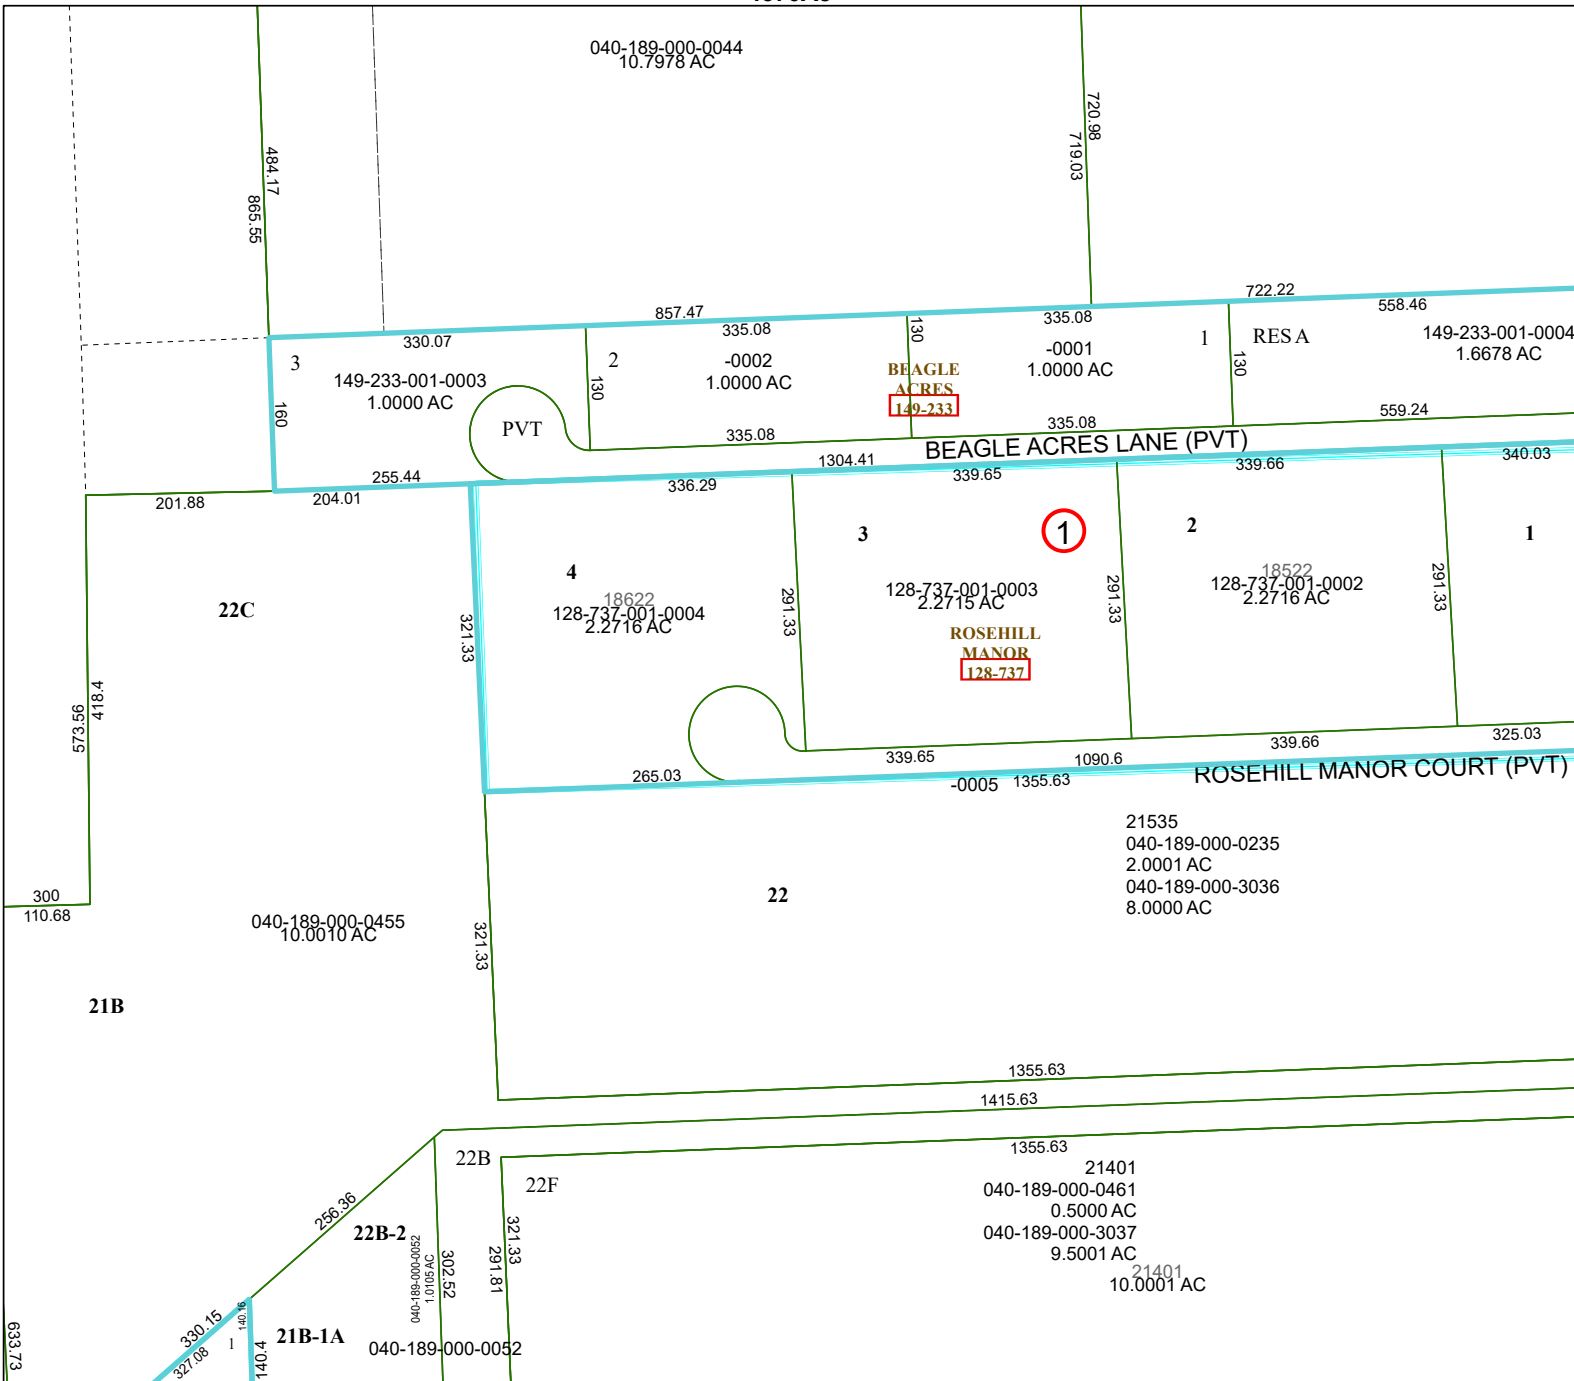 040-189-000-0044
10.7978 AC
720.98
719.03
484.17
865.55
722.22
558.46
857.47
335.08
335.08
330.07
130
130
130
3
2
1
RES A
149-233-001-0003
1.0000 AC
-0002
1.0000 AC
-0001
1.0000 AC
149-233-001-0004
1.6678 AC
BEAGLE
ACRES
149-233
160
PVT
335.08
335.08
559.24
BEAGLE ACRES LANE (PVT)
1304.41
255.44
204.01
201.88
336.29
339.65
339.66
340.03
3
1
2
1
4
18622
128-737-001-0004
2.2716 AC
128-737-001-0003
2.2715 AC
18522
128-737-001-0002
2.2716 AC
291.33
291.33
291.33
321.33
22C
ROSEHILL
MANOR
128-737
418.4
573.56
339.65
1090.6
339.66
325.03
265.03
-0005
1355.63
ROSEHILL MANOR COURT (PVT)
21535
040-189-000-0235
2.0001 AC
040-189-000-3036
8.0000 AC
22
300
110.68
040-189-000-0455
10.0010 AC
321.33
21B
1355.63
1415.63
1355.63
22B
22F
21401
040-189-000-0461
0.5000 AC
040-189-000-3037
9.5001 AC
21401
10.0001 AC
256.36
22B-2
040-189-000-0052
1.0105 AC
302.52
321.33
291.81
330.15
327.08
1
140.16
140.4
21B-1A
040-189-000-0052
633.73